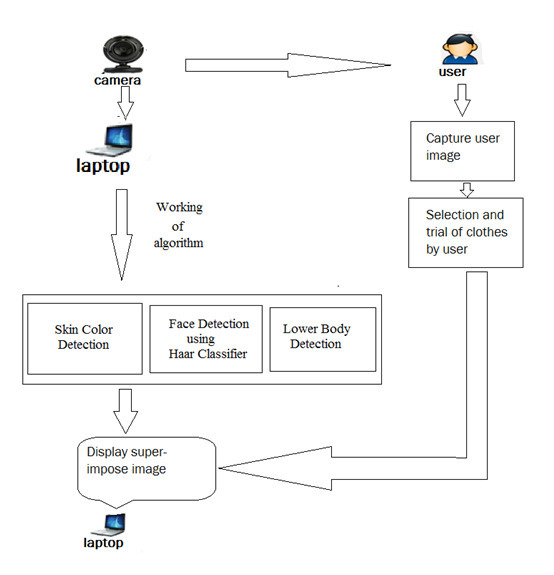 camera
user
laptop
Capture user
image
Working
of
algorithm
Selection and
trial of clothes
by user
Skin Color
Detection
Face Detection
using
Haar Classifier
Lower Body
Detection
Display super-
impose image
laptop